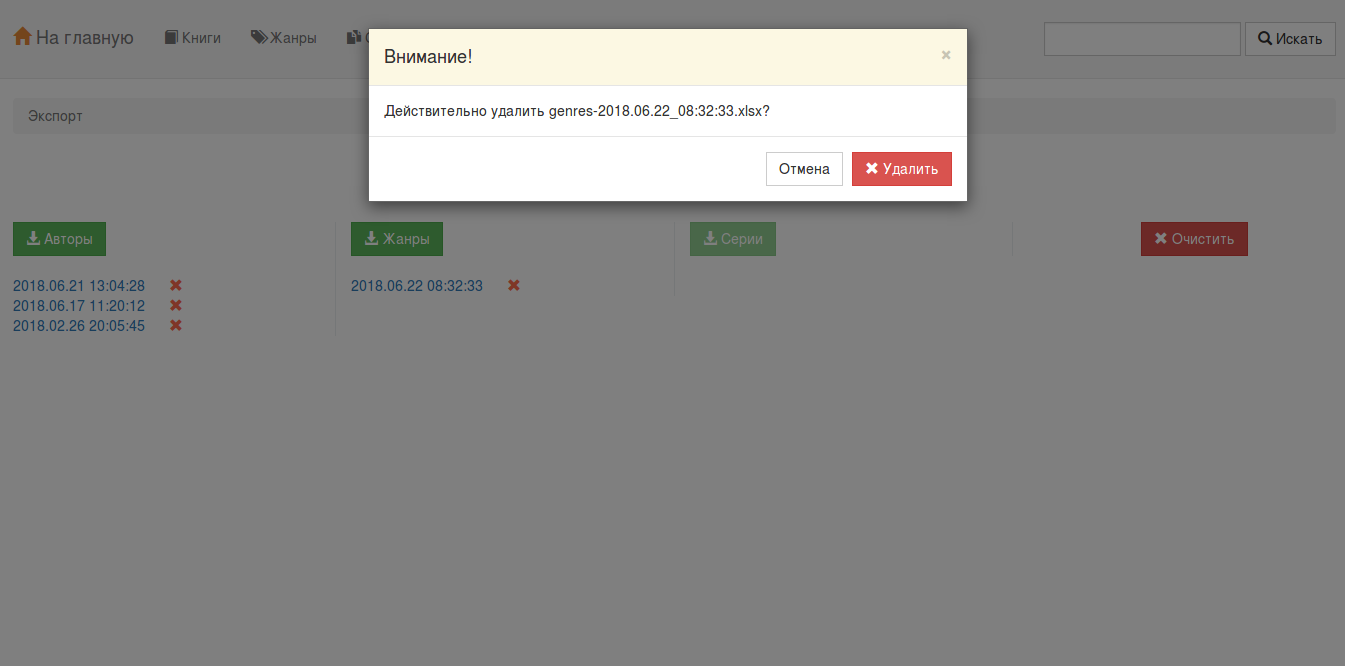 На главную Книги Жанры
Искать
Внимание! ×
Действительно удалить genres-2018.06.22_08:32:33.xlsx?
Отмена Удалить
Экспорт
Авторы Жанры Серии Очистить
2018.06.21 13:04:28 2018.06.22 08:32:33
2018.06.17 11:20:12
2018.02.26 20:05:45